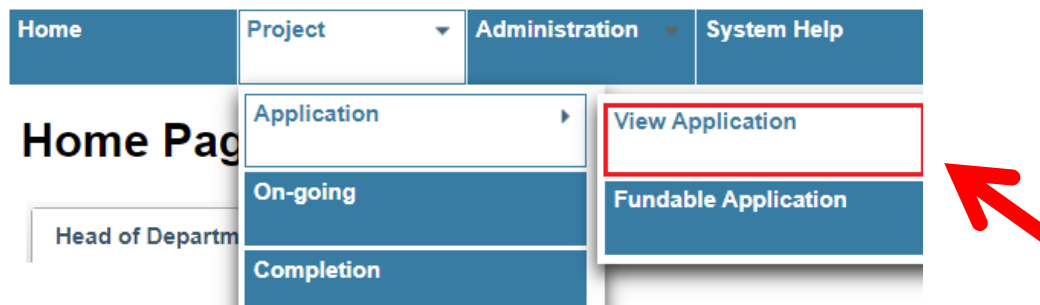 Home Project Administration System Help
Application
View Application
Home Pag
On-going
Fundable Application
Head of Departm
Completion